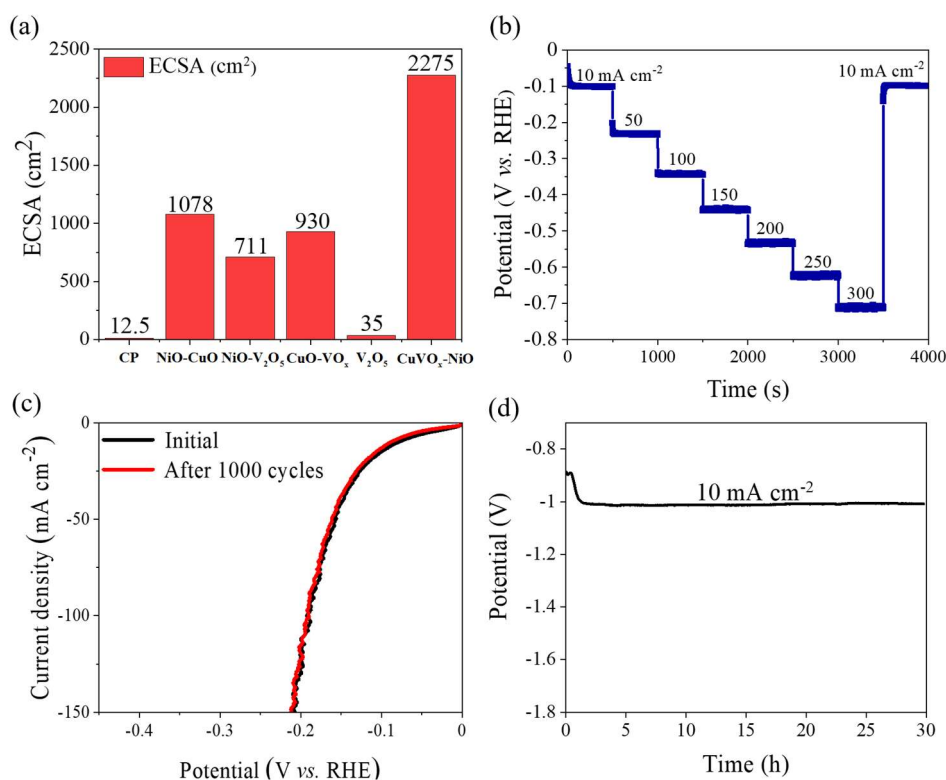 (a)
2500
2000
1500
1000
500
0
ECSA (cm²)
ECSA (cm²)
12.5
1078
711
930
35
2275
CP
NiO-CuO
NiO-V₂O₅
CuO-VOₓ
V₂O₅
CuVOₓ-NiO
(b)
-0.1
-0.2
-0.3
-0.4
-0.5
-0.6
-0.7
-0.8
Potential (V vs. RHE)
10 mA cm⁻²
50
100
150
200
250
300
10 mA cm⁻²
0
1000
2000
3000
4000
Time (s)
(c)
0
-50
-100
-150
Current density (mA cm⁻²)
Initial
After 1000 cycles
-0.4
-0.3
-0.2
-0.1
0
Potential (V vs. RHE)
(d)
-0.8
-1
-1.2
-1.4
-1.6
-1.8
Potential (V)
10 mA cm⁻²
0
5
10
15
20
25
30
Time (h)